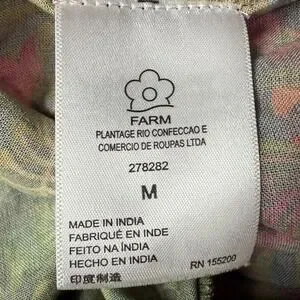 FARM
PLANTAGE RIO CONFECCAO E
COMERCIO DE ROUPAS LTDA
278282
M
MADE IN INDIA
FABRIQUÉ EN INDE
FEITO NA ÍNDIA
HECHO EN INDIA
RN 155200
印度制造